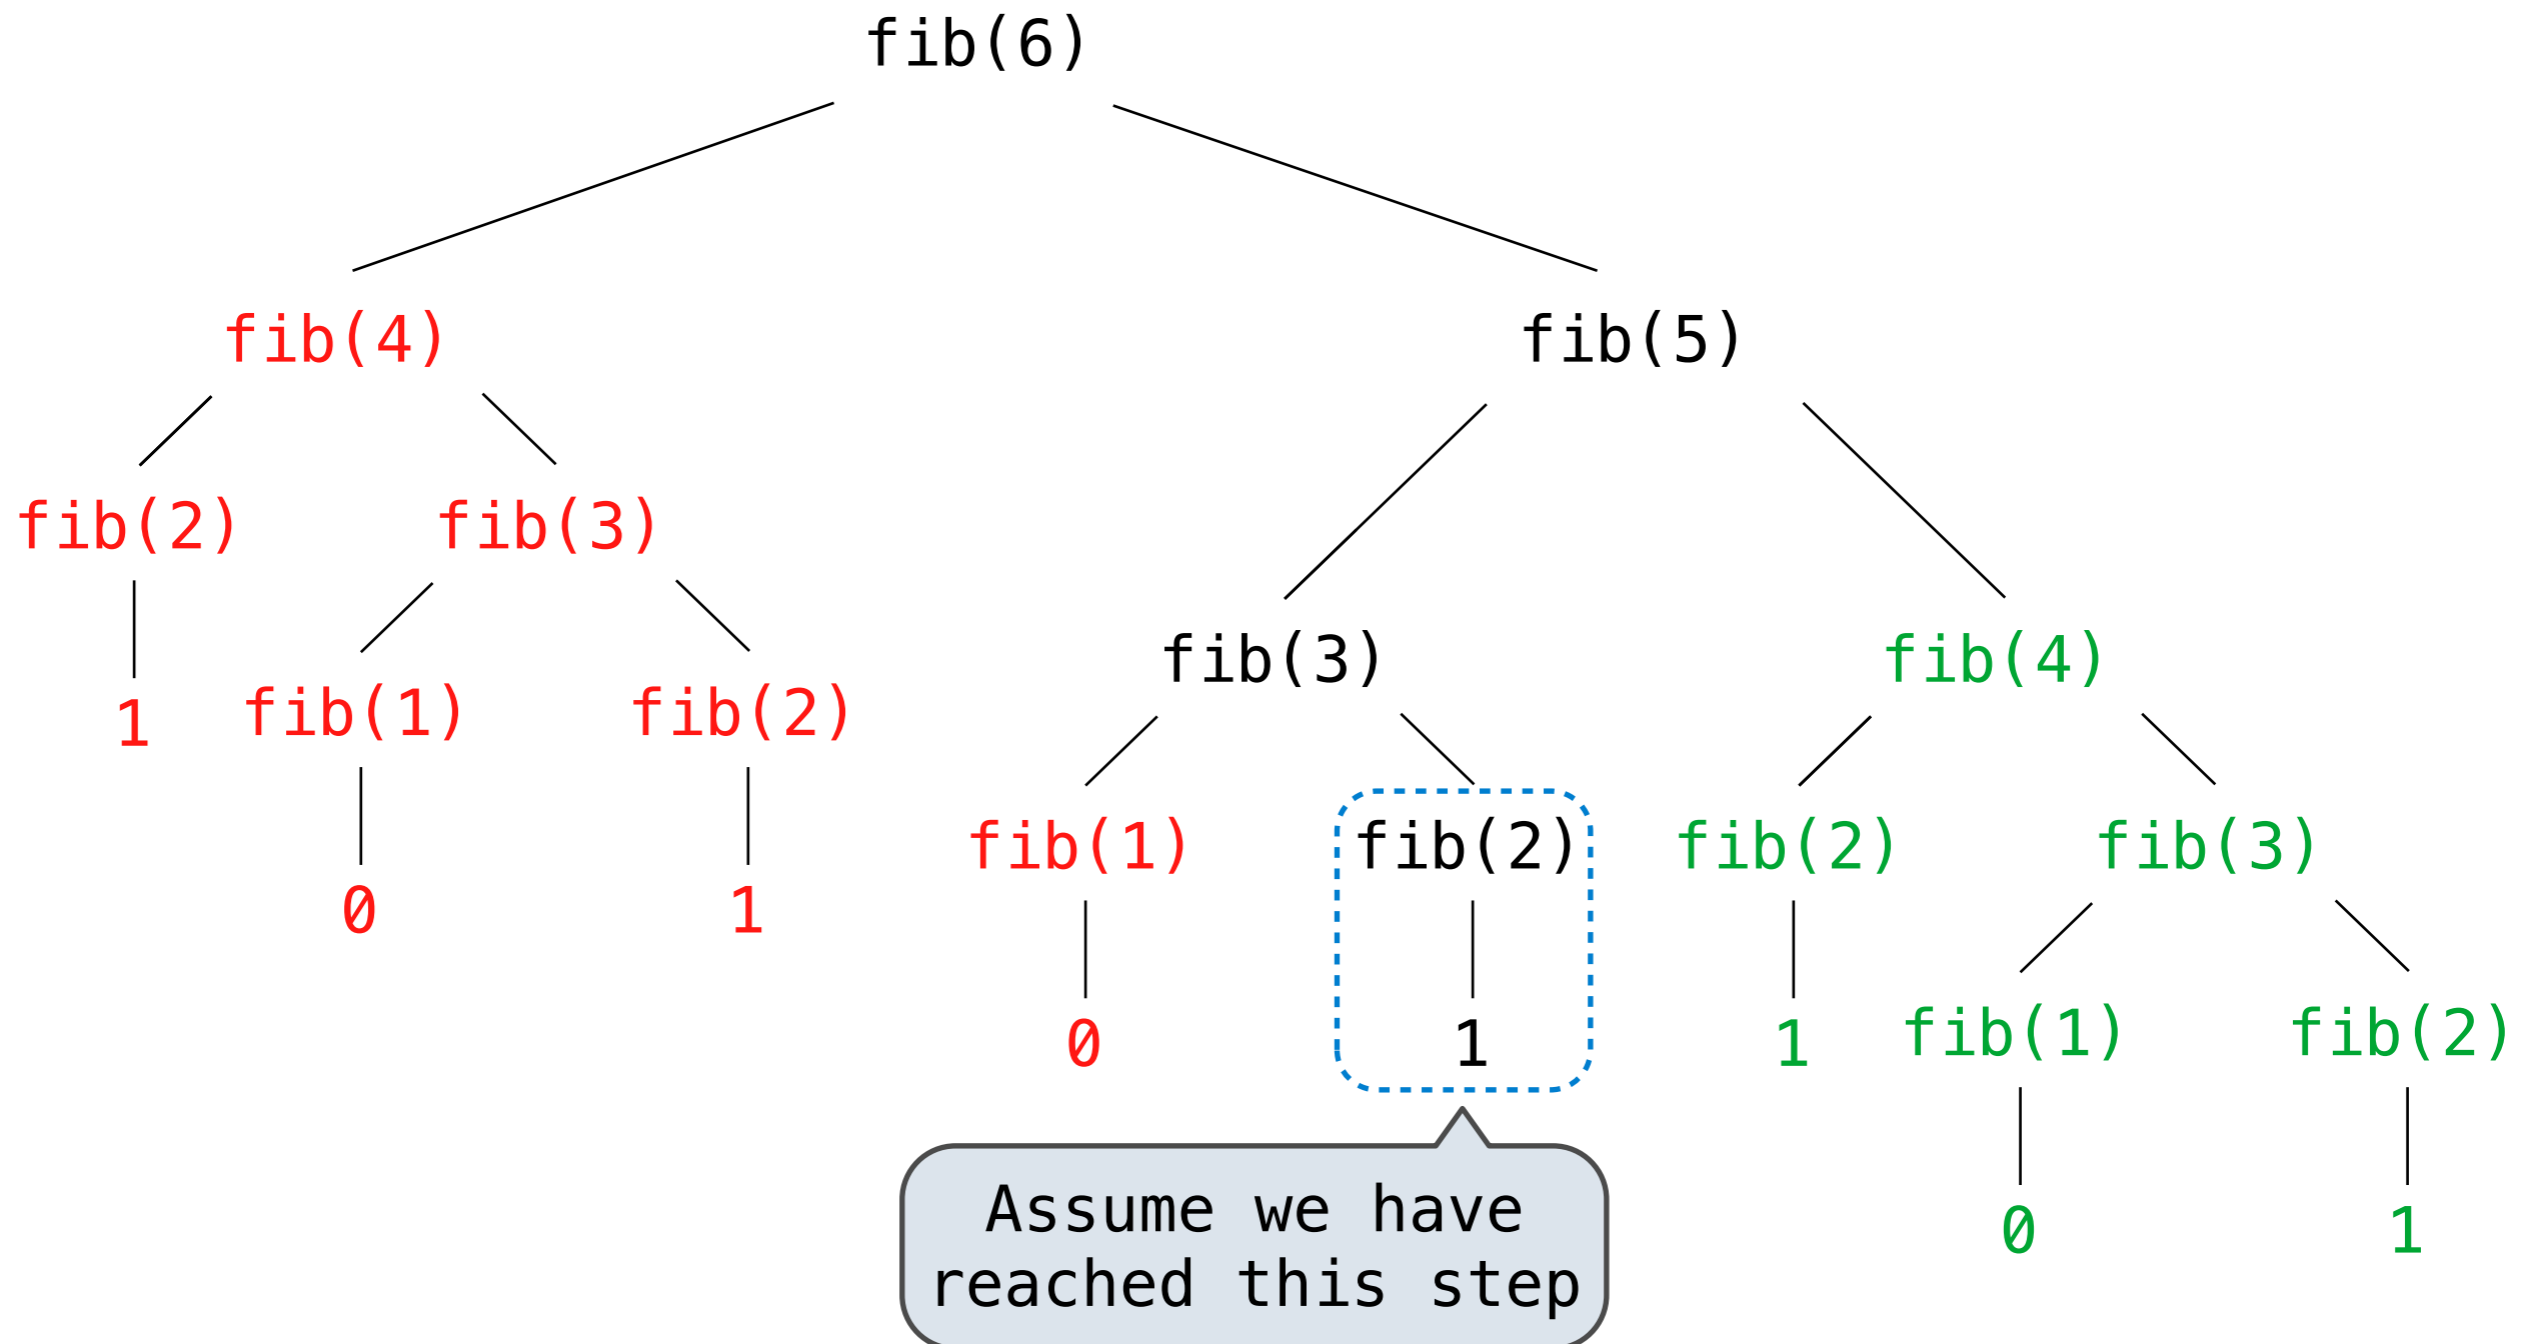 fib(6)
fib(4) fib(5)
fib(2) fib(3)
fib(3) fib(4)
1 fib(1) fib(2)
fib(1) fib(2) fib(2) fib(3)
0 1
0 1 1 fib(1) fib(2)
Assume we have
reached this step
0 1